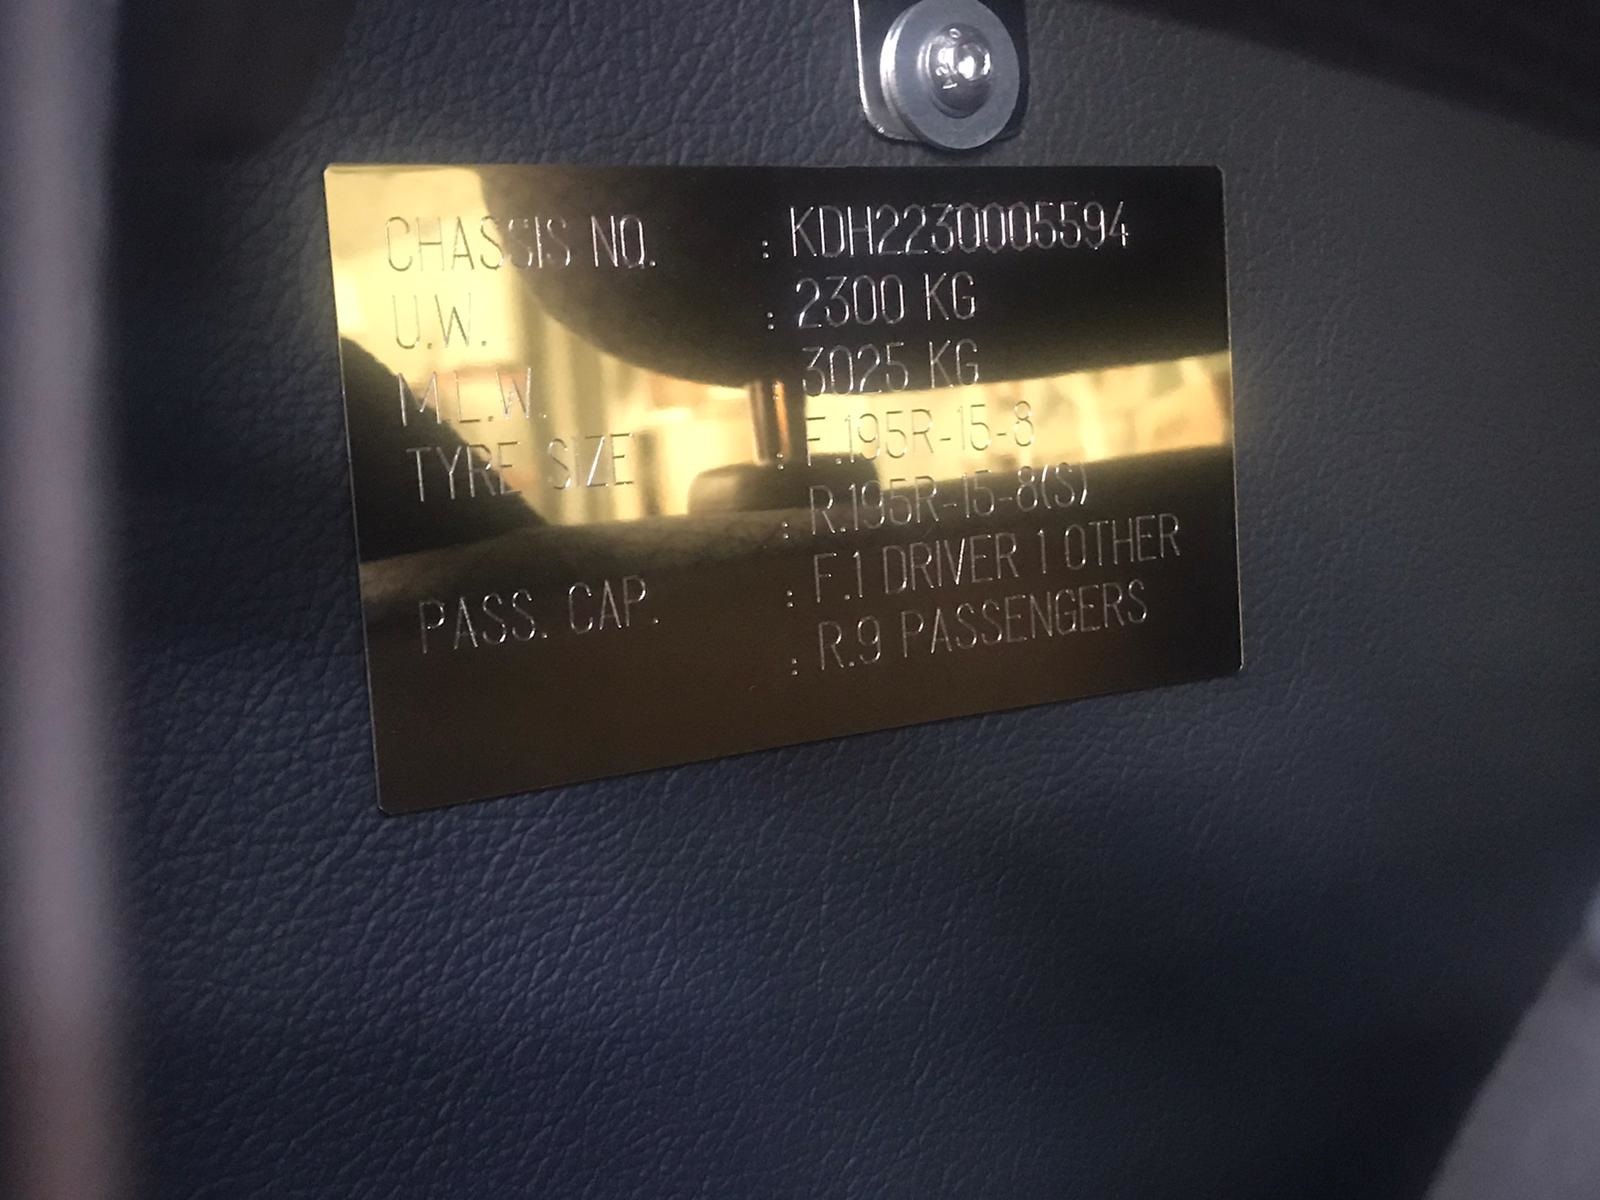 CHASSIS NO. : KDH2230005594
U.W. : 2300 KG
M.L.W. 3025 KG
TYRE SIZE : F.195R-15-8
: R.195R-15-8(S)
PASS. CAP. : F.1 DRIVER 1 OTHER
: R.9 PASSENGERS